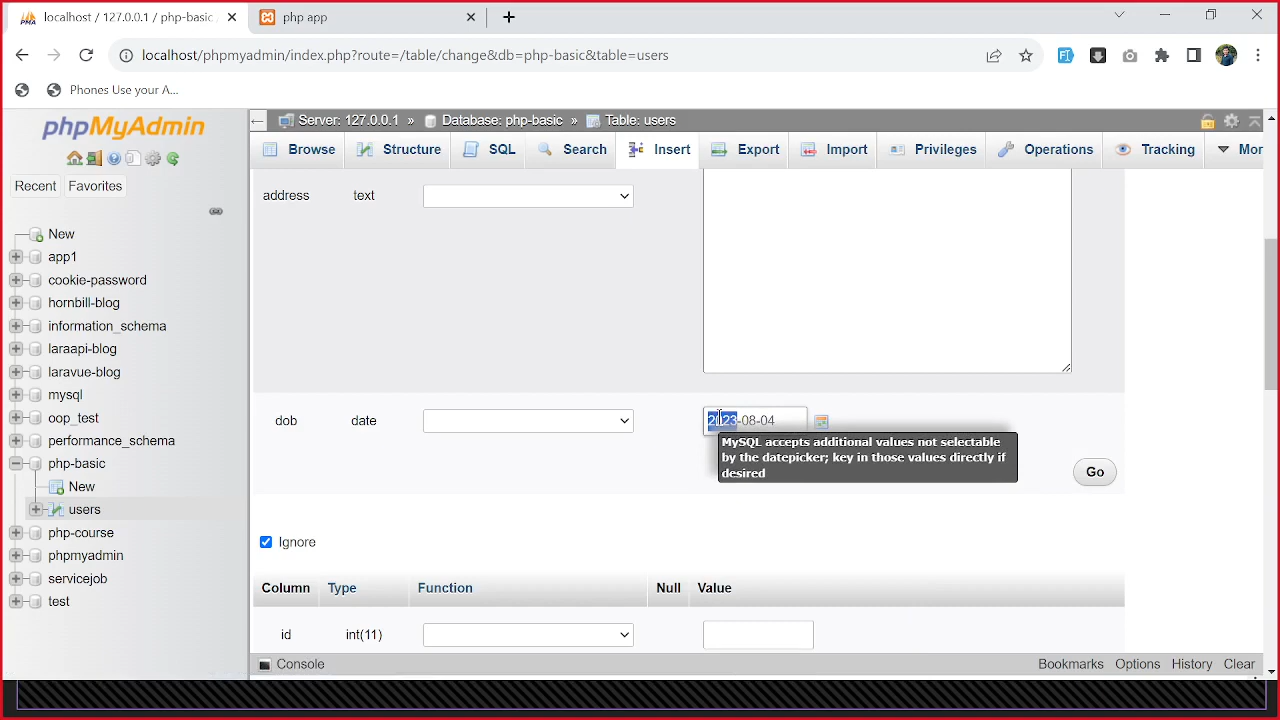 localhost / 127.0.0.1 / php-basic
php app
localhost/phpmyadmin/index.php?route=/table/change&db=php-basic&table=users
Phones Use your A...
phpMyAdmin
Recent
Favorites
New
app1
cookie-password
hornbill-blog
information_schema
laraapi-blog
laravue-blog
mysql
oop_test
performance_schema
php-basic
New
users
php-course
phpmyadmin
servicejob
test
Server: 127.0.0.1 » Database: php-basic » Table: users
Browse Structure SQL Search Insert Export Import Privileges Operations Tracking Mor
address text
dob date 2023-08-04
MySQL accepts additional values not selectable
by the datepicker; key in those values directly if
desired
Go
Ignore
Column Type Function Null Value
id int(11)
Console
Bookmarks Options History Clear